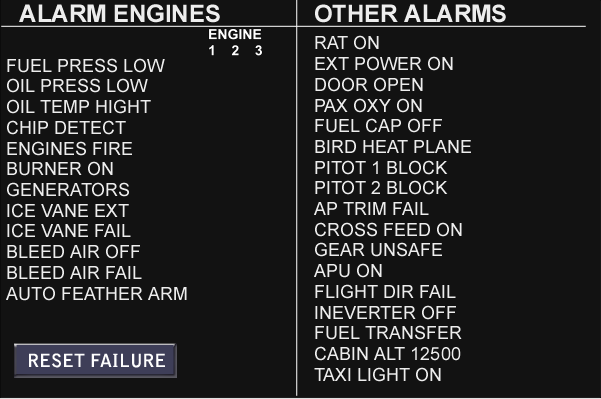 ALARM ENGINES
ENGINE
1 2 3
FUEL PRESS LOW
OIL PRESS LOW
OIL TEMP HIGHT
CHIP DETECT
ENGINES FIRE
BURNER ON
GENERATORS
ICE VANE EXT
ICE VANE FAIL
BLEED AIR OFF
BLEED AIR FAIL
AUTO FEATHER ARM
RESET FAILURE
OTHER ALARMS
RAT ON
EXT POWER ON
DOOR OPEN
PAX OXY ON
FUEL CAP OFF
BIRD HEAT PLANE
PITOT 1 BLOCK
PITOT 2 BLOCK
AP TRIM FAIL
CROSS FEED ON
GEAR UNSAFE
APU ON
FLIGHT DIR FAIL
INEVERTER OFF
FUEL TRANSFER
CABIN ALT 12500
TAXI LIGHT ON